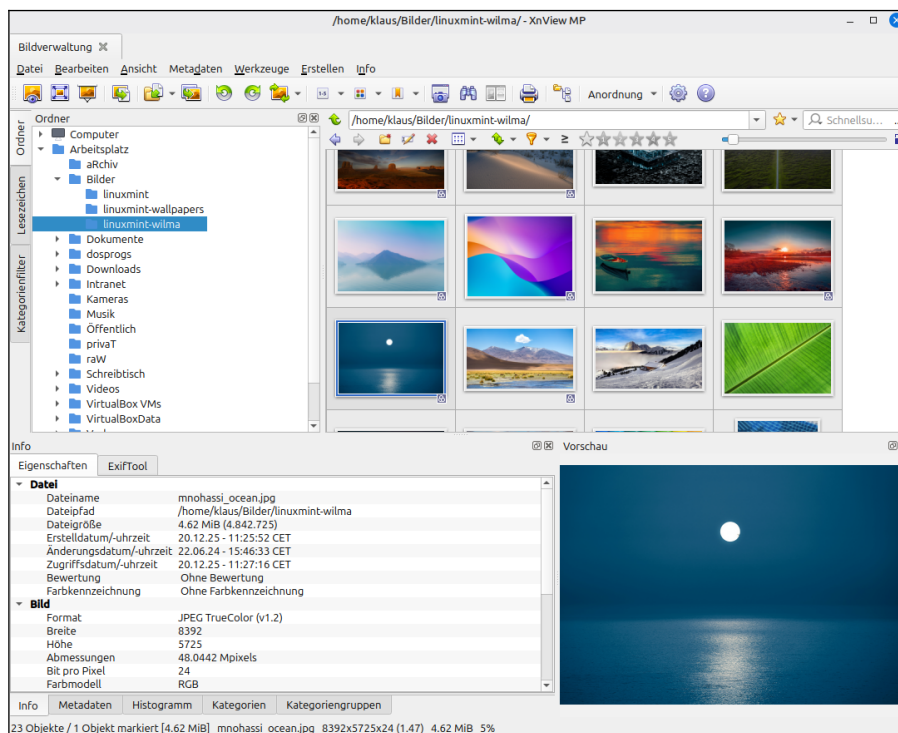 /home/klaus/Bilder/linuxmint-wilma/ - XnView MP
Bildverwaltung
Datei Bearbeiten Ansicht Metadaten Werkzeuge Erstellen Info
Anordnung
Ordner
Ordner
Lesezeichen
Kategorienfilter
Computer
Arbeitsplatz
aRchiv
Bilder
linuxmint
linuxmint-wallpapers
linuxmint-wilma
Dokumente
dosprogs
Downloads
Intranet
Kameras
Musik
Öffentlich
privaT
raW
Schreibtisch
Videos
VirtualBox VMs
VirtualBoxData
/home/klaus/Bilder/linuxmint-wilma/
Schnellsu... ...
≥
Info
Eigenschaften ExifTool
Datei
Dateiname mnohassi_ocean.jpg
Dateipfad /home/klaus/Bilder/linuxmint-wilma
Dateigröße 4.62 MiB (4.842.725)
Erstelldatum/-uhrzeit 20.12.25 - 11:25:52 CET
Änderungsdatum/-uhrzeit 22.06.24 - 15:46:33 CET
Zugriffsdatum/-uhrzeit 20.12.25 - 11:27:16 CET
Bewertung Ohne Bewertung
Farbkennzeichnung Ohne Farbkennzeichnung
Bild
Format JPEG TrueColor (v1.2)
Breite 8392
Höhe 5725
Abmessungen 48.0442 Mpixels
Bit pro Pixel 24
Farbmodell RGB
Info Metadaten Histogramm Kategorien Kategoriengruppen
Vorschau
23 Objekte / 1 Objekt markiert [4.62 MiB] mnohassi_ocean.jpg 8392x5725x24 (1.47) 4.62 MiB 5%